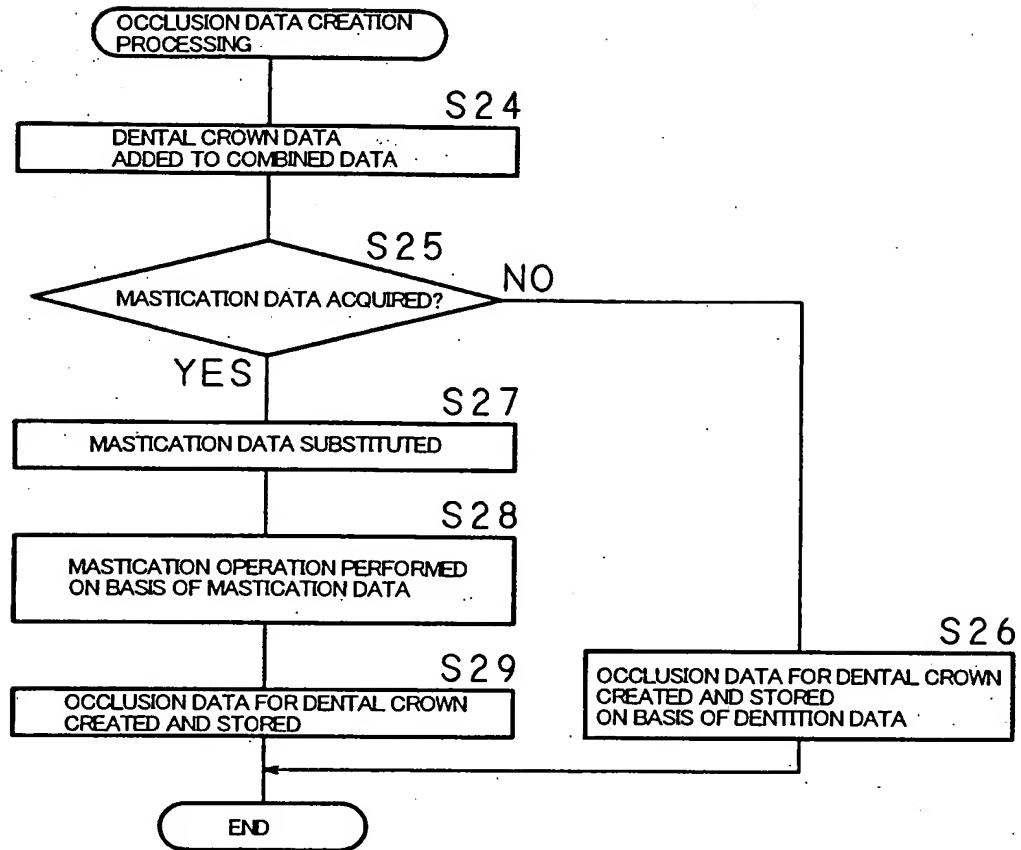 OCCLUSION DATA CREATION
PROCESSING
S24
DENTAL CROWN DATA
ADDED TO COMBINED DATA
S25
MASTICATION DATA ACQUIRED?
NO
YES
S27
MASTICATION DATA SUBSTITUTED
S28
MASTICATION OPERATION PERFORMED
ON BASIS OF MASTICATION DATA
S29
OCCLUSION DATA FOR DENTAL CROWN
CREATED AND STORED
S26
OCCLUSION DATA FOR DENTAL CROWN
CREATED AND STORED
ON BASIS OF DENTITION DATA
END